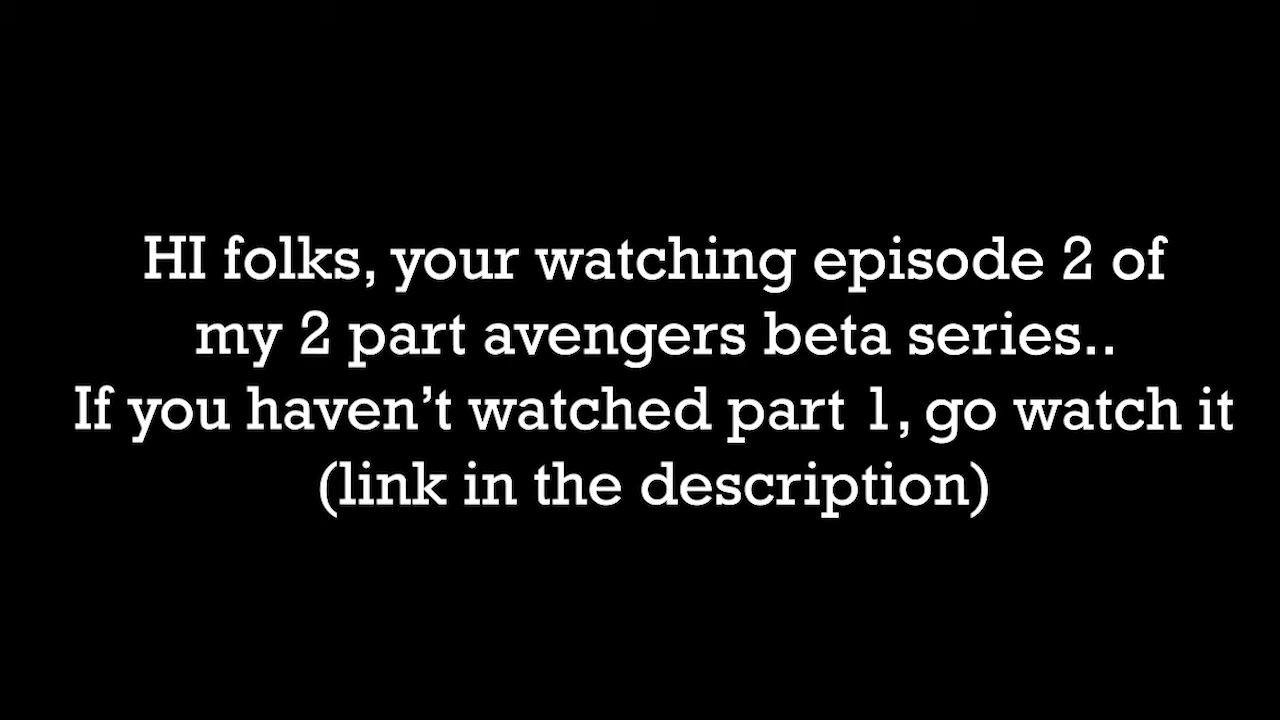 HI folks, your watching episode 2 of
my 2 part avengers beta series..
If you haven’t watched part 1, go watch it
(link in the description)